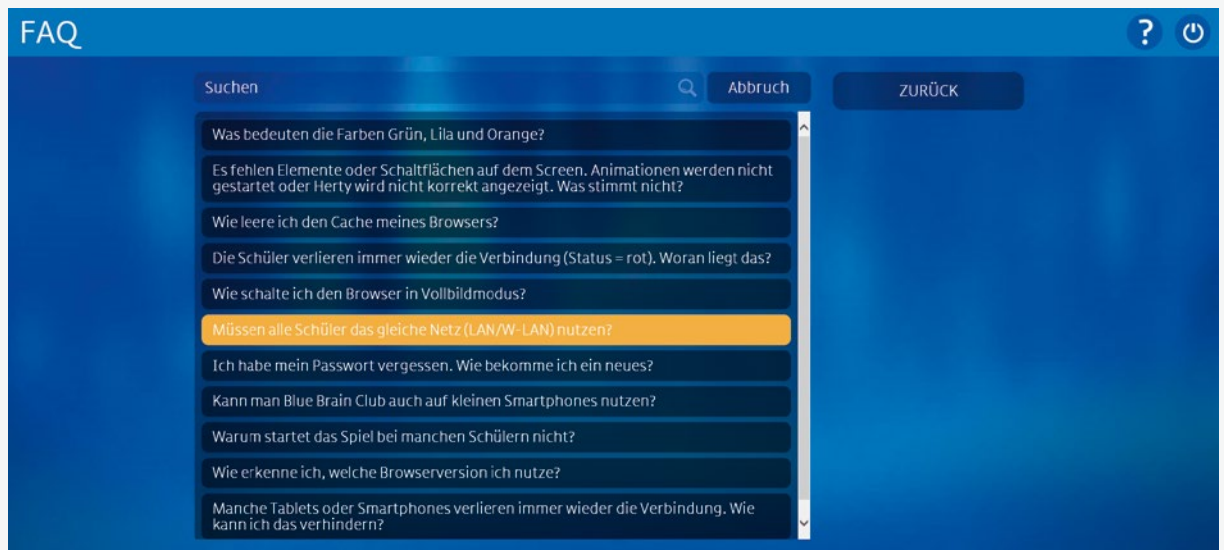 FAQ
?
Suchen
Abbruch
ZURÜCK
Was bedeuten die Farben Grün, Lila und Orange?
Es fehlen Elemente oder Schaltflächen auf dem Screen. Animationen werden nicht
gestartet oder Herty wird nicht korrekt angezeigt. Was stimmt nicht?
Wie leere ich den Cache meines Browsers?
Die Schüler verlieren immer wieder die Verbindung (Status = rot). Woran liegt das?
Wie schalte ich den Browser in Vollbildmodus?
Müssen alle Schüler das gleiche Netz (LAN/W-LAN) nutzen?
Ich habe mein Passwort vergessen. Wie bekomme ich ein neues?
Kann man Blue Brain Club auch auf kleinen Smartphones nutzen?
Warum startet das Spiel bei manchen Schülern nicht?
Wie erkenne ich, welche Browserversion ich nutze?
Manche Tablets oder Smartphones verlieren immer wieder die Verbindung. Wie
kann ich das verhindern?